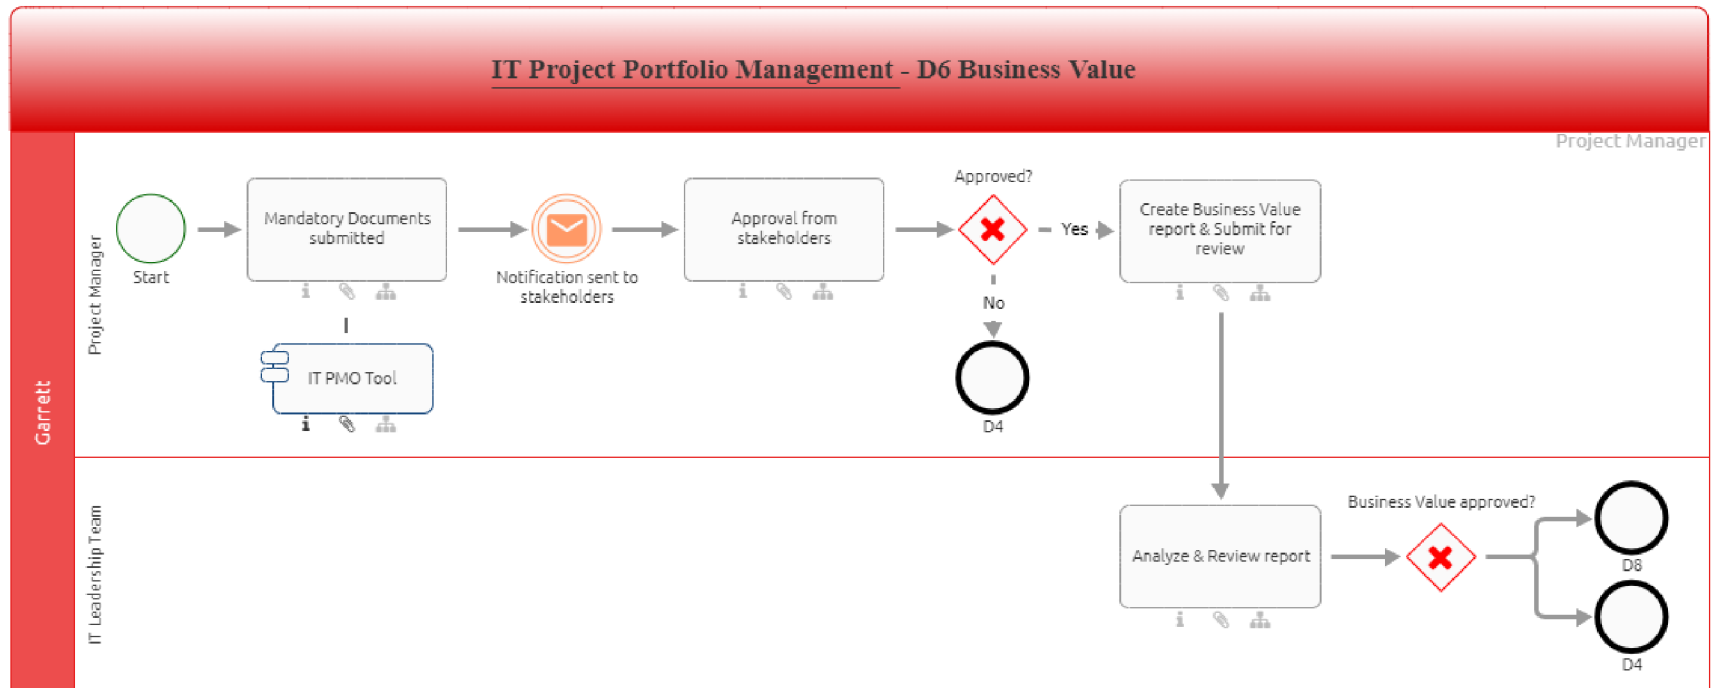 IT Project Portfolio Management - D6 Business Value
Project Manager
Garrett
Project Manager
Start
Mandatory Documents
submitted
IT PMO Tool
Notification sent to
stakeholders
Approval from
stakeholders
Approved?
Yes
No
D4
Create Business Value
report & Submit for
review
IT Leadership Team
Analyze & Review report
Business Value approved?
D8
D4